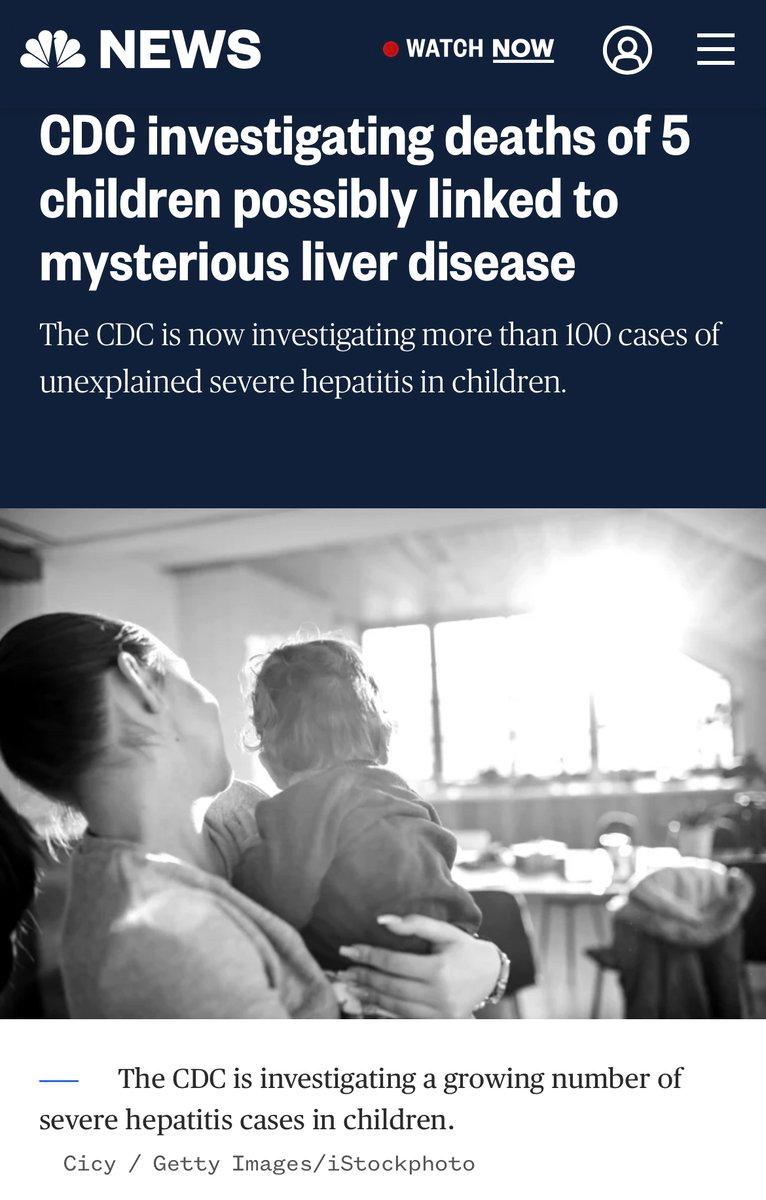 NEWS
WATCH NOW
CDC investigating deaths of 5
children possibly linked to
mysterious liver disease
The CDC is now investigating more than 100 cases of
unexplained severe hepatitis in children.
— The CDC is investigating a growing number of
severe hepatitis cases in children.
Cicy / Getty Images/iStockphoto